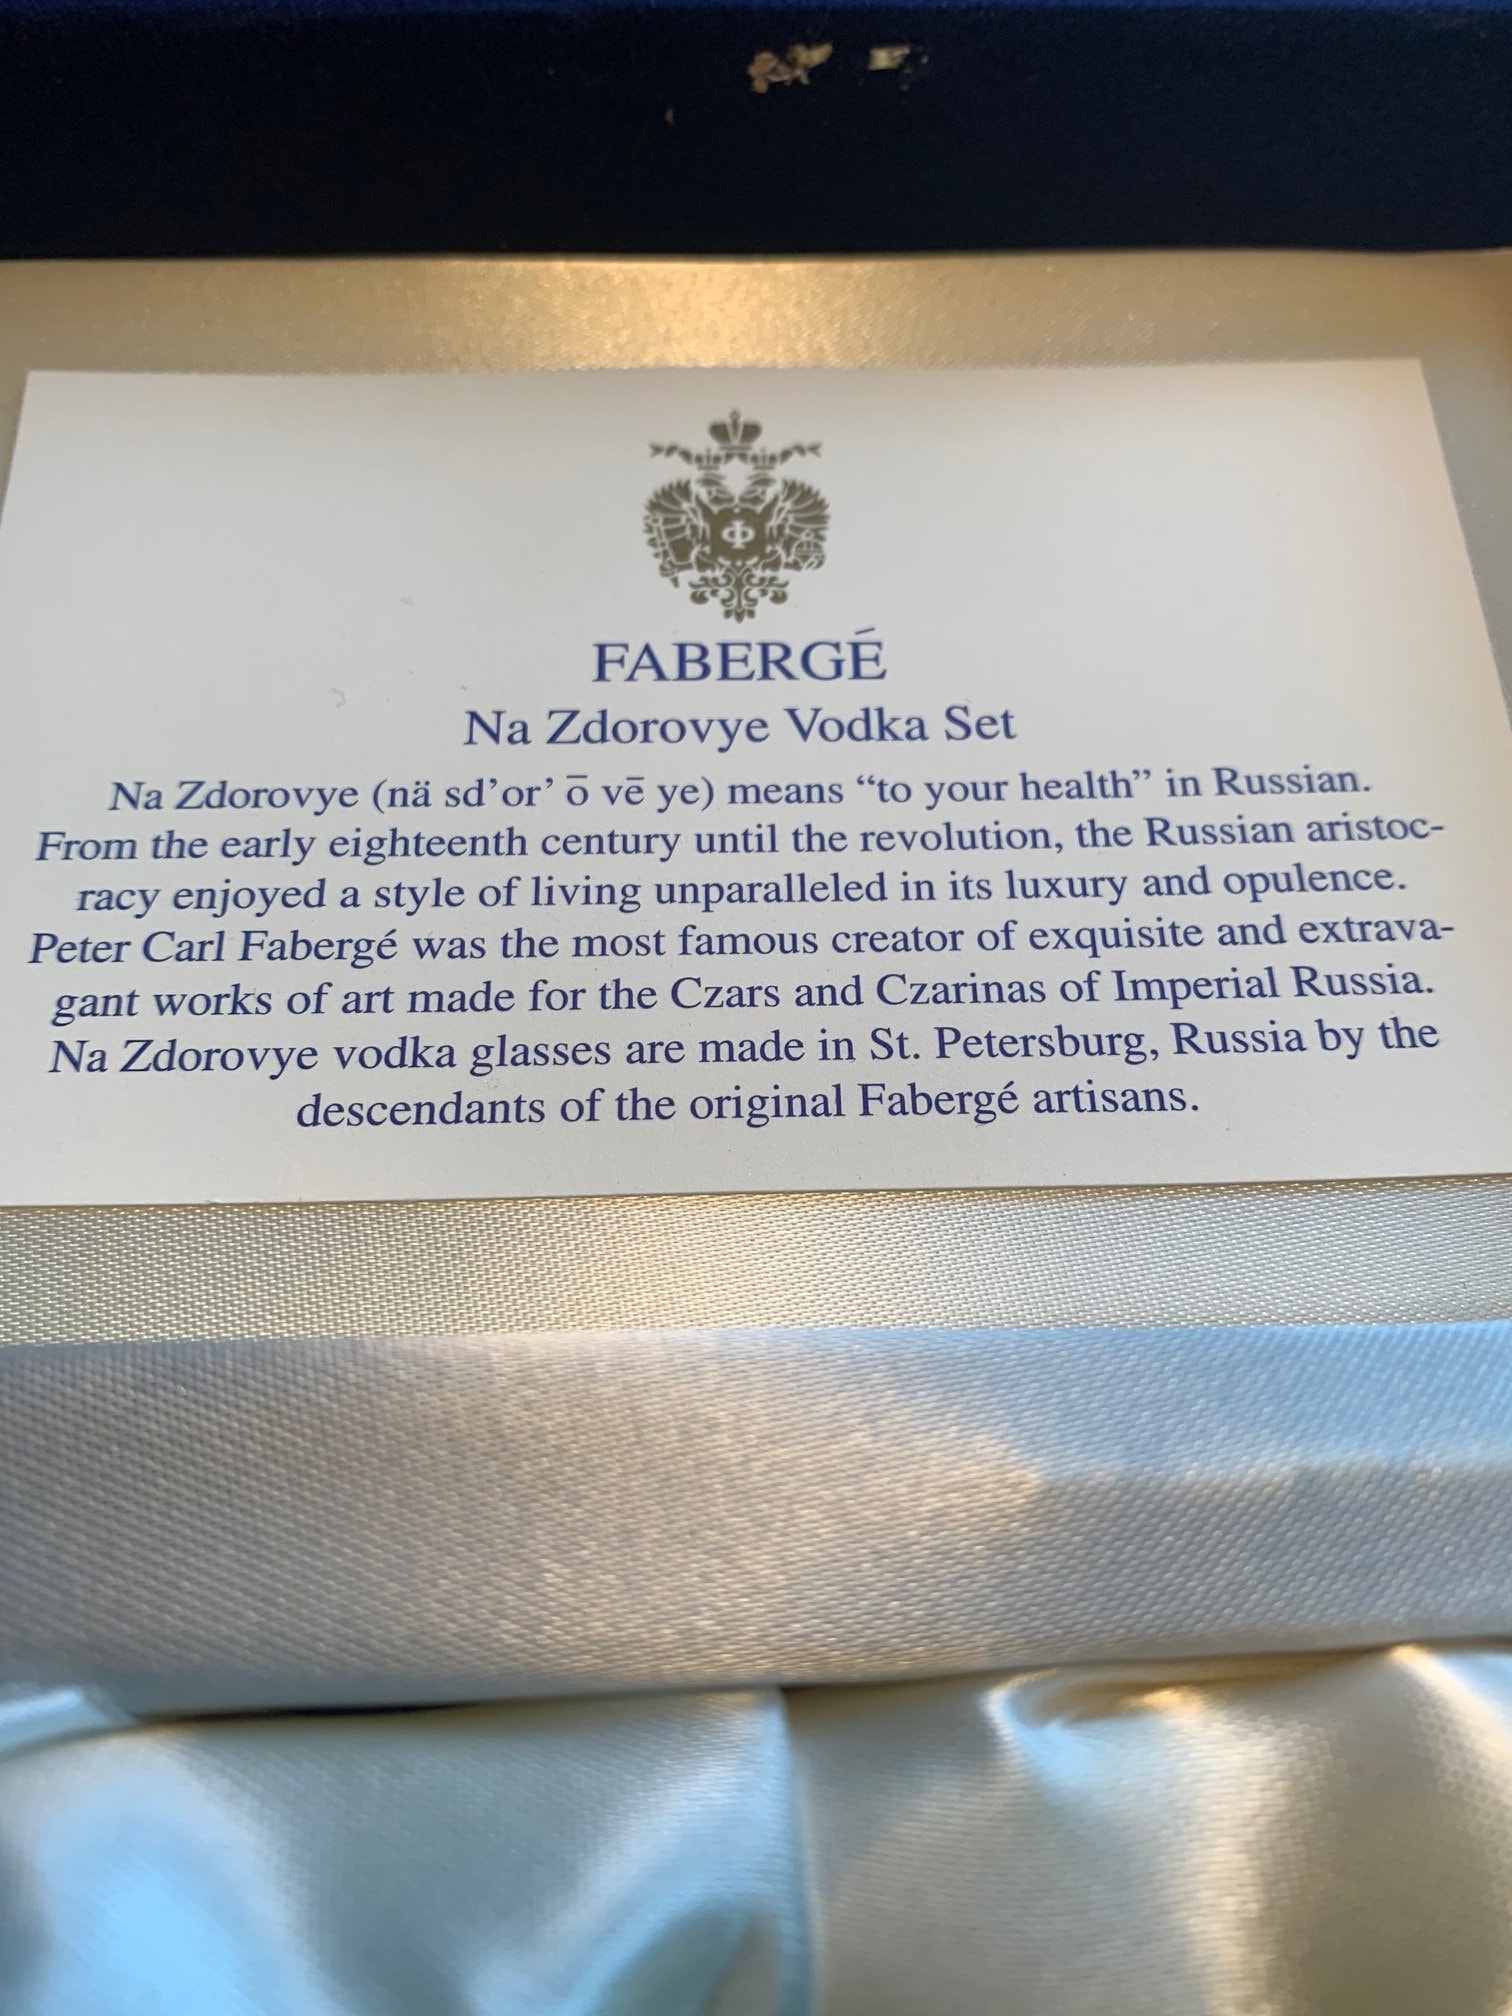 Ф
FABERGÉ
Na Zdorovye Vodka Set
Na Zdorovye (nä sd’or’ ō vē ye) means “to your health” in Russian.
From the early eighteenth century until the revolution, the Russian aristoc-
racy enjoyed a style of living unparalleled in its luxury and opulence.
Peter Carl Fabergé was the most famous creator of exquisite and extrava-
gant works of art made for the Czars and Czarinas of Imperial Russia.
Na Zdorovye vodka glasses are made in St. Petersburg, Russia by the
descendants of the original Fabergé artisans.